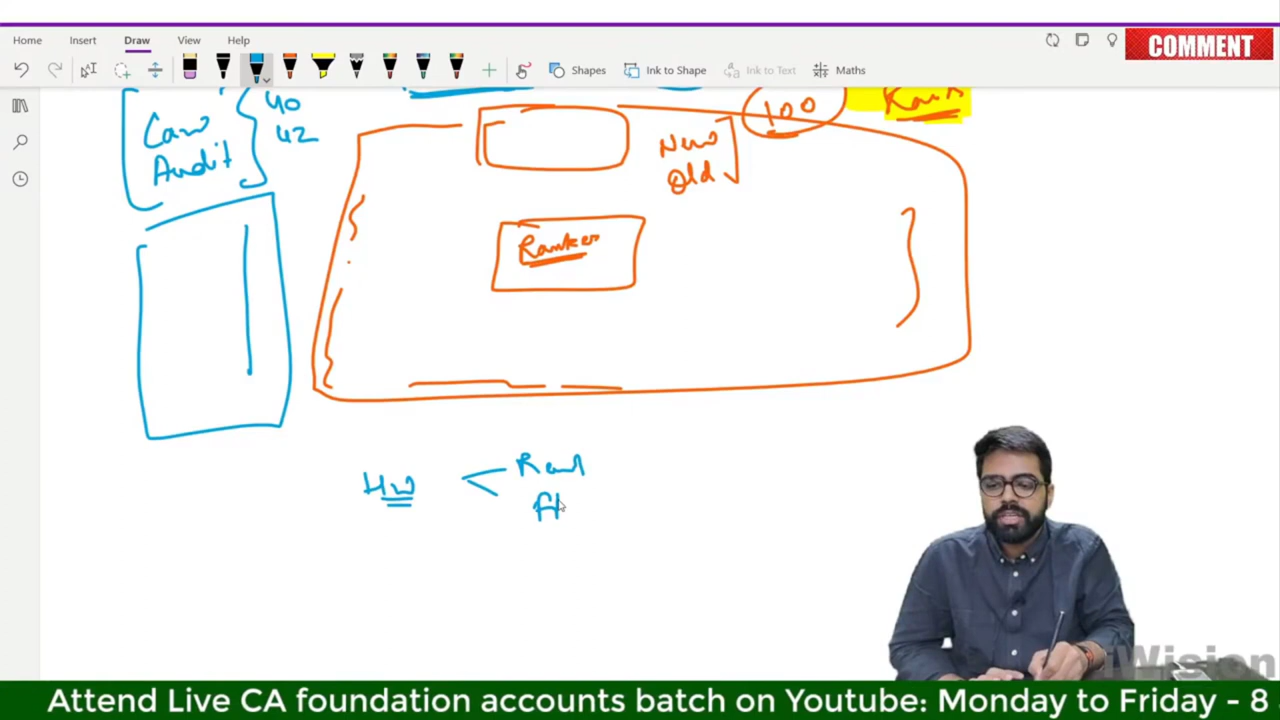 Home Insert Draw View Help
COMMENT
Shapes Ink to Shape Ink to Text Maths
40
42
Law
Audit
100
Rank
New
Old
Ranker
HW
Attend Live CA foundation accounts batch on Youtube: Monday to Friday - 8